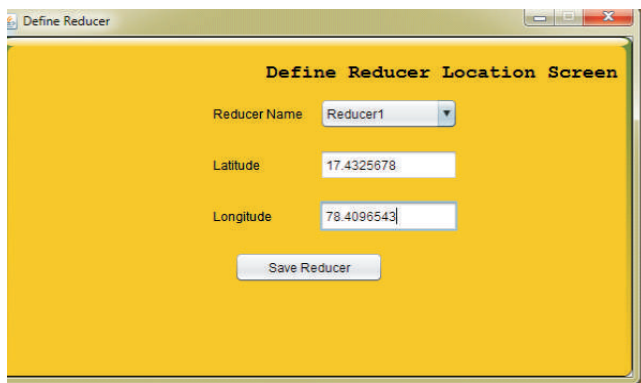 Define Reducer
Define Reducer Location Screen
Reducer Name Reducer1
Latitude 17.4325678
Longitude 78.4096543
Save Reducer